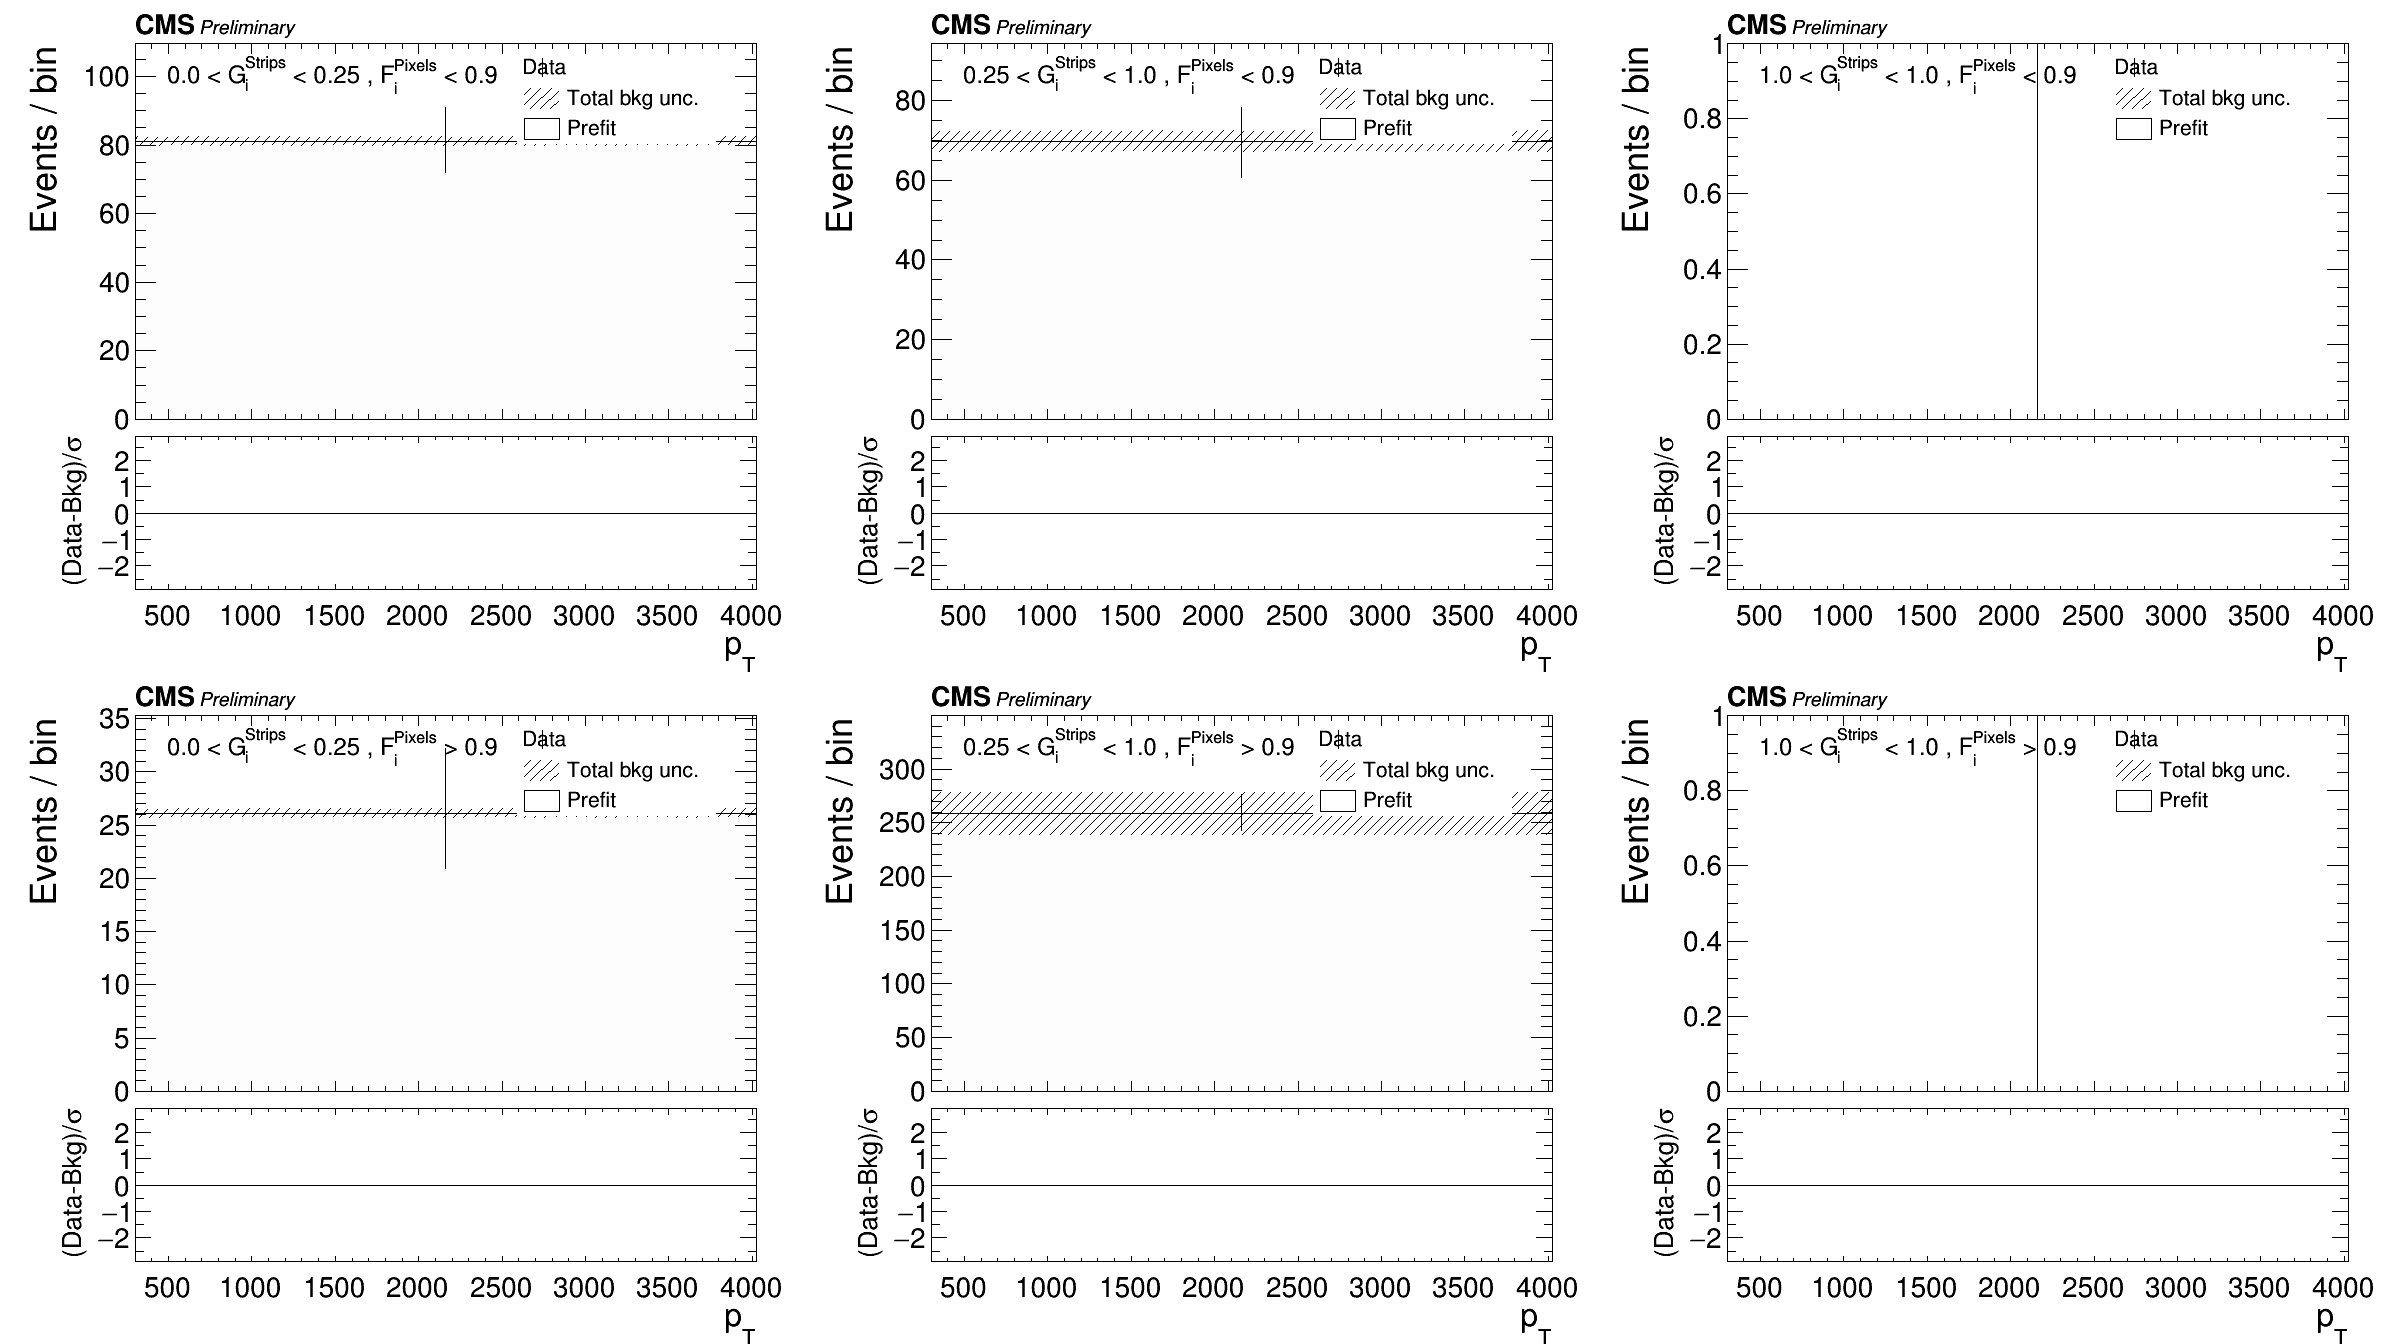 CMS Preliminary
Events / bin
0.0 < G_i^Strips < 0.25 , F_i^Pixels < 0.9
Data
Total bkg unc.
Prefit
100
80
60
40
20
0
(Data-Bkg)/σ
2
1
0
−1
−2
500 1000 1500 2000 2500 3000 3500 4000
p_T
CMS Preliminary
Events / bin
0.25 < G_i^Strips < 1.0 , F_i^Pixels < 0.9
Data
Total bkg unc.
Prefit
80
60
40
20
0
(Data-Bkg)/σ
2
1
0
−1
−2
500 1000 1500 2000 2500 3000 3500 4000
p_T
CMS Preliminary
Events / bin
1.0 < G_i^Strips < 1.0 , F_i^Pixels < 0.9
Data
Total bkg unc.
Prefit
1
0.8
0.6
0.4
0.2
0
(Data-Bkg)/σ
2
1
0
−1
−2
500 1000 1500 2000 2500 3000 3500 4000
p_T
CMS Preliminary
Events / bin
0.0 < G_i^Strips < 0.25 , F_i^Pixels > 0.9
Data
Total bkg unc.
Prefit
35
30
25
20
15
10
5
0
(Data-Bkg)/σ
2
1
0
−1
−2
500 1000 1500 2000 2500 3000 3500 4000
p_T
CMS Preliminary
Events / bin
0.25 < G_i^Strips < 1.0 , F_i^Pixels > 0.9
Data
Total bkg unc.
Prefit
300
250
200
150
100
50
0
(Data-Bkg)/σ
2
1
0
−1
−2
500 1000 1500 2000 2500 3000 3500 4000
p_T
CMS Preliminary
Events / bin
1.0 < G_i^Strips < 1.0 , F_i^Pixels > 0.9
Data
Total bkg unc.
Prefit
1
0.8
0.6
0.4
0.2
0
(Data-Bkg)/σ
2
1
0
−1
−2
500 1000 1500 2000 2500 3000 3500 4000
p_T